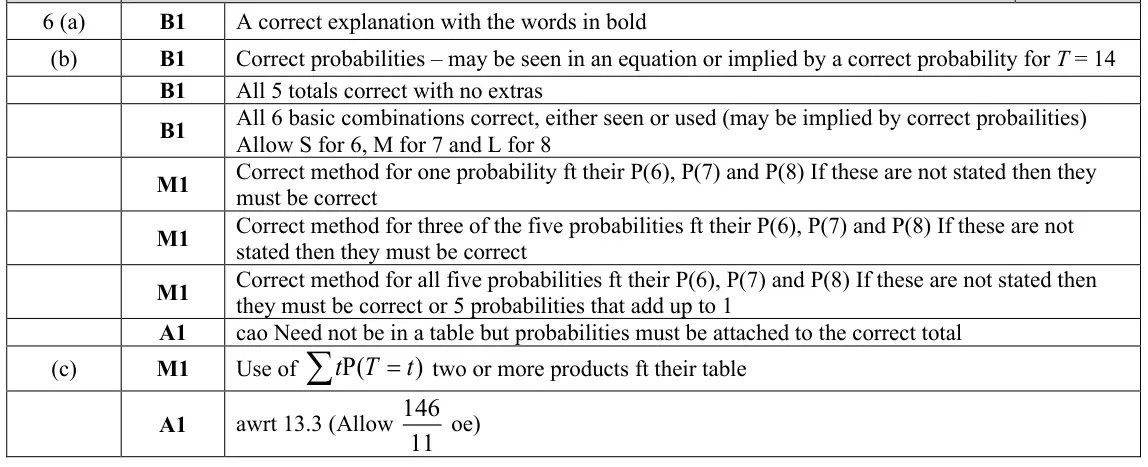 6 (a) B1 A correct explanation with the words in bold
(b) B1 Correct probabilities – may be seen in an equation or implied by a correct probability for T = 14
B1 All 5 totals correct with no extras
B1 All 6 basic combinations correct, either seen or used (may be implied by correct probailities)
Allow S for 6, M for 7 and L for 8
M1 Correct method for one probability ft their P(6), P(7) and P(8) If these are not stated then they
must be correct
M1 Correct method for three of the five probabilities ft their P(6), P(7) and P(8) If these are not
stated then they must be correct
M1 Correct method for all five probabilities ft their P(6), P(7) and P(8) If these are not stated then
they must be correct or 5 probabilities that add up to 1
A1 cao Need not be in a table but probabilities must be attached to the correct total
(c) M1 Use of ∑tP(T = t) two or more products ft their table
A1 awrt 13.3 (Allow 146/11 oe)